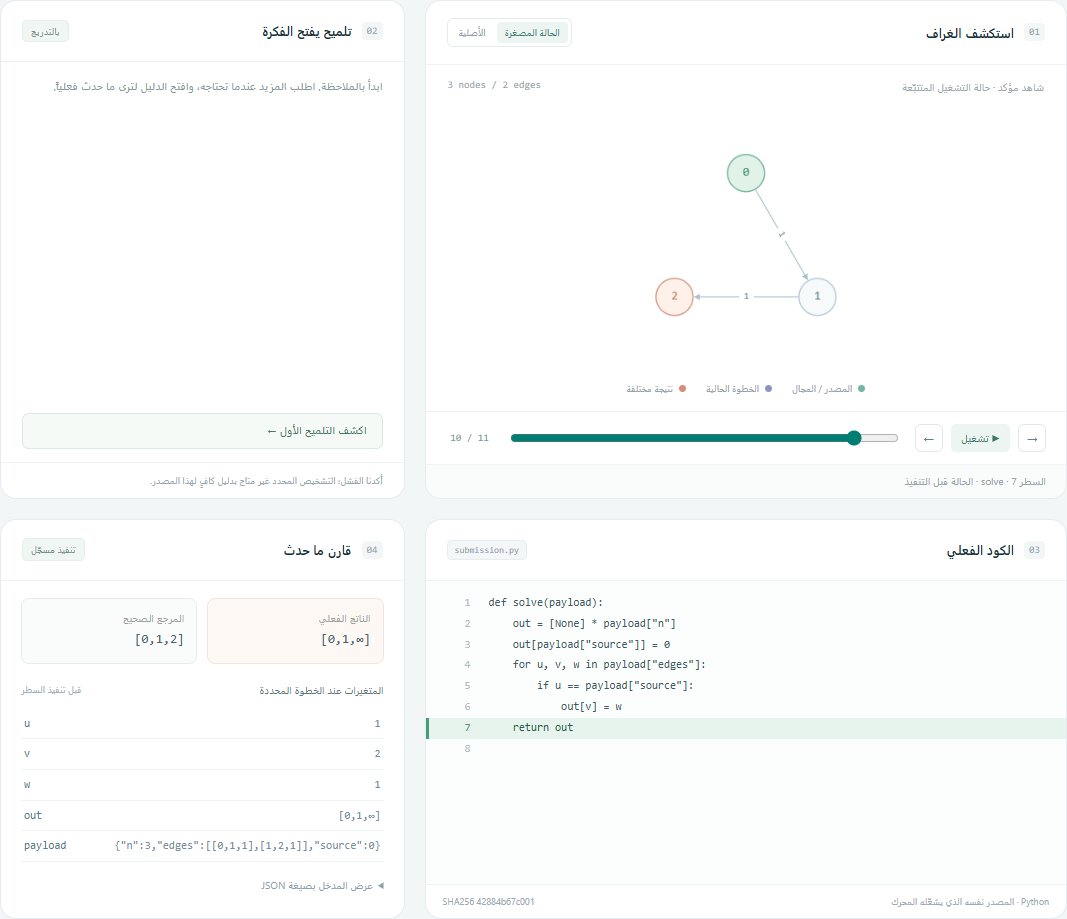 01
استكشف الغراف
الحالة المصغرة
الأصلية
شاهد مؤكد · حالة التشغيل المتتبّعة
3 nodes / 2 edges
0
1
1
2
1
المصدر / المجال
الخطوة الحالية
نتيجة مختلفة
→
▶ تشغيل
←
10 / 11
السطر 7 · solve · الحالة قبل التنفيذ
02
تلميح يفتح الفكرة
بالتدريج
ابدأ بالملاحظة. اطلب المزيد عندما تحتاجه، وافتح الدليل لترى ما حدث فعليًا.
اكشف التلميح الأول ←
أكدنا الفشل؛ التشخيص المحدد غير متاح بدليل كافٍ لهذا المصدر.
03
الكود الفعلي
submission.py
1 def solve(payload):
2     out = [None] * payload["n"]
3     out[payload["source"]] = 0
4     for u, v, w in payload["edges"]:
5         if u == payload["source"]:
6             out[v] = w
7     return out
8
Python · المصدر نفسه الذي يشغّله المحرك
SHA256 42884b67c001
04
قارن ما حدث
تنفيذ مسجّل
الناتج الفعلي
[0,1,∞]
المرجع الصحيح
[0,1,2]
المتغيرات عند الخطوة المحددة
قبل تنفيذ السطر
u 1
v 2
w 1
out [0,1,∞]
payload {"n":3,"edges":[[0,1,1],[1,2,1]],"source":0}
◀ عرض المدخل بصيغة JSON